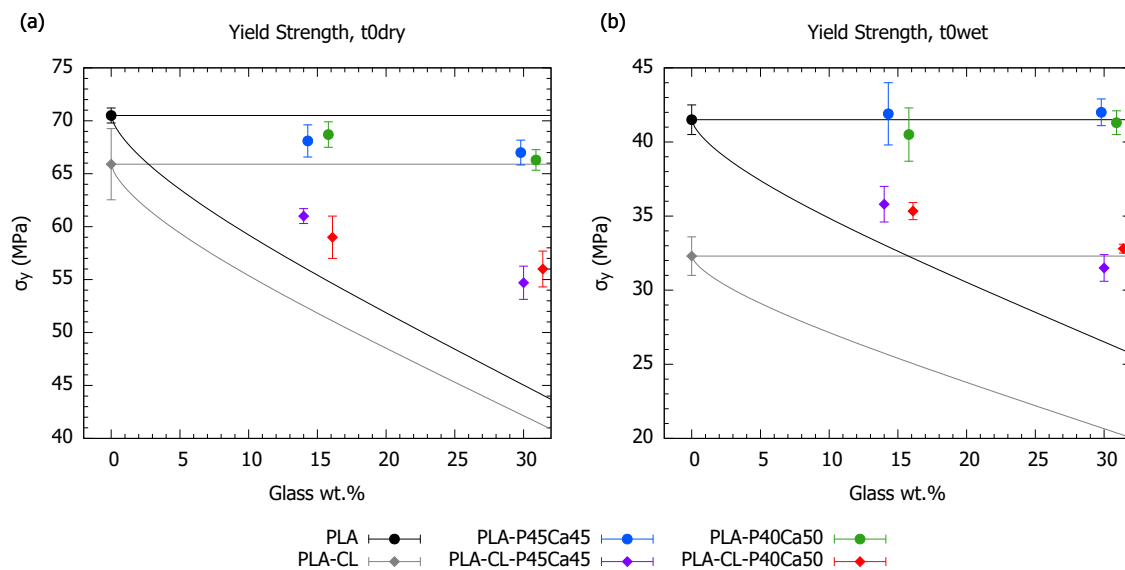 (a)
Yield Strength, t0dry
75
70
65
60
55
50
45
40
σy (MPa)
0 5 10 15 20 25 30
Glass wt.%
(b)
Yield Strength, t0wet
45
40
35
30
25
20
σy (MPa)
0 5 10 15 20 25 30
Glass wt.%
PLA PLA-P45Ca45 PLA-P40Ca50
PLA-CL PLA-CL-P45Ca45 PLA-CL-P40Ca50